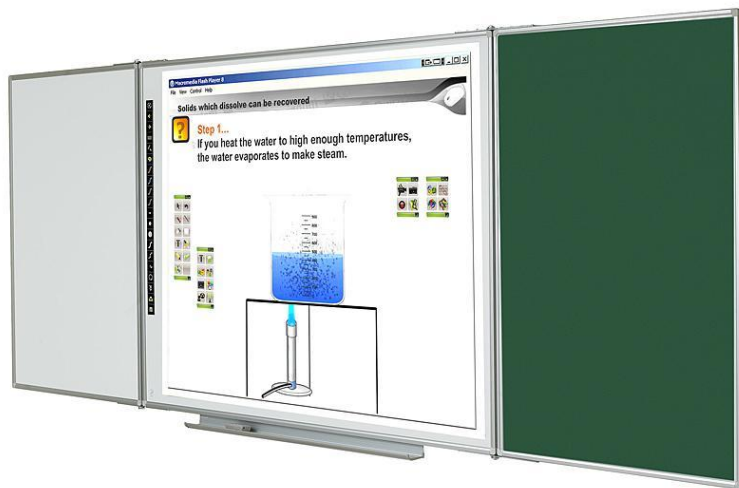 Macromedia Flash Player 8
File View Control Help
Solids which dissolve can be recovered
?
Step 1...
If you heat the water to high enough temperatures,
the water evaporates to make steam.